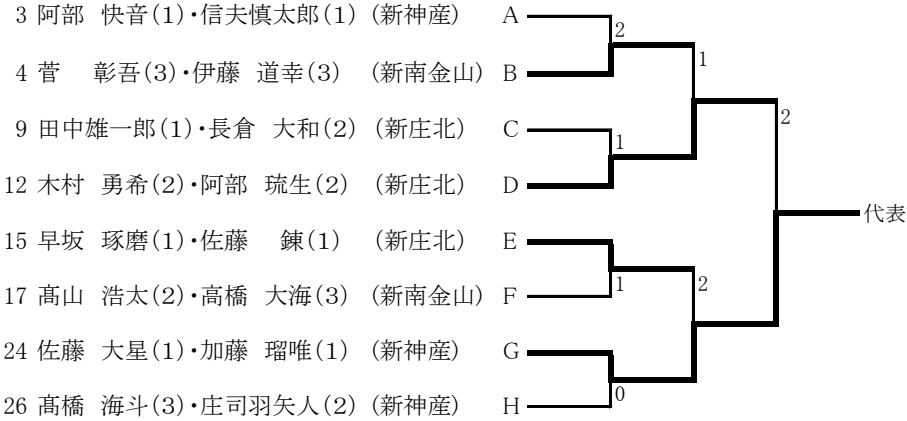 3 阿部 快音(1)・信夫慎太郎(1) (新神産) A
2
4 菅 彰吾(3)・伊藤 道幸(3) (新南金山) B
1
9 田中雄一郎(1)・長倉 大和(2) (新庄北) C
2
1
12 木村 勇希(2)・阿部 琉生(2) (新庄北) D
代表
15 早坂 琢磨(1)・佐藤 錬(1) (新庄北) E
1
2
17 髙山 浩太(2)・高橋 大海(3) (新南金山) F
24 佐藤 大星(1)・加藤 瑠唯(1) (新神産) G
0
26 髙橋 海斗(3)・庄司羽矢人(2) (新神産) H